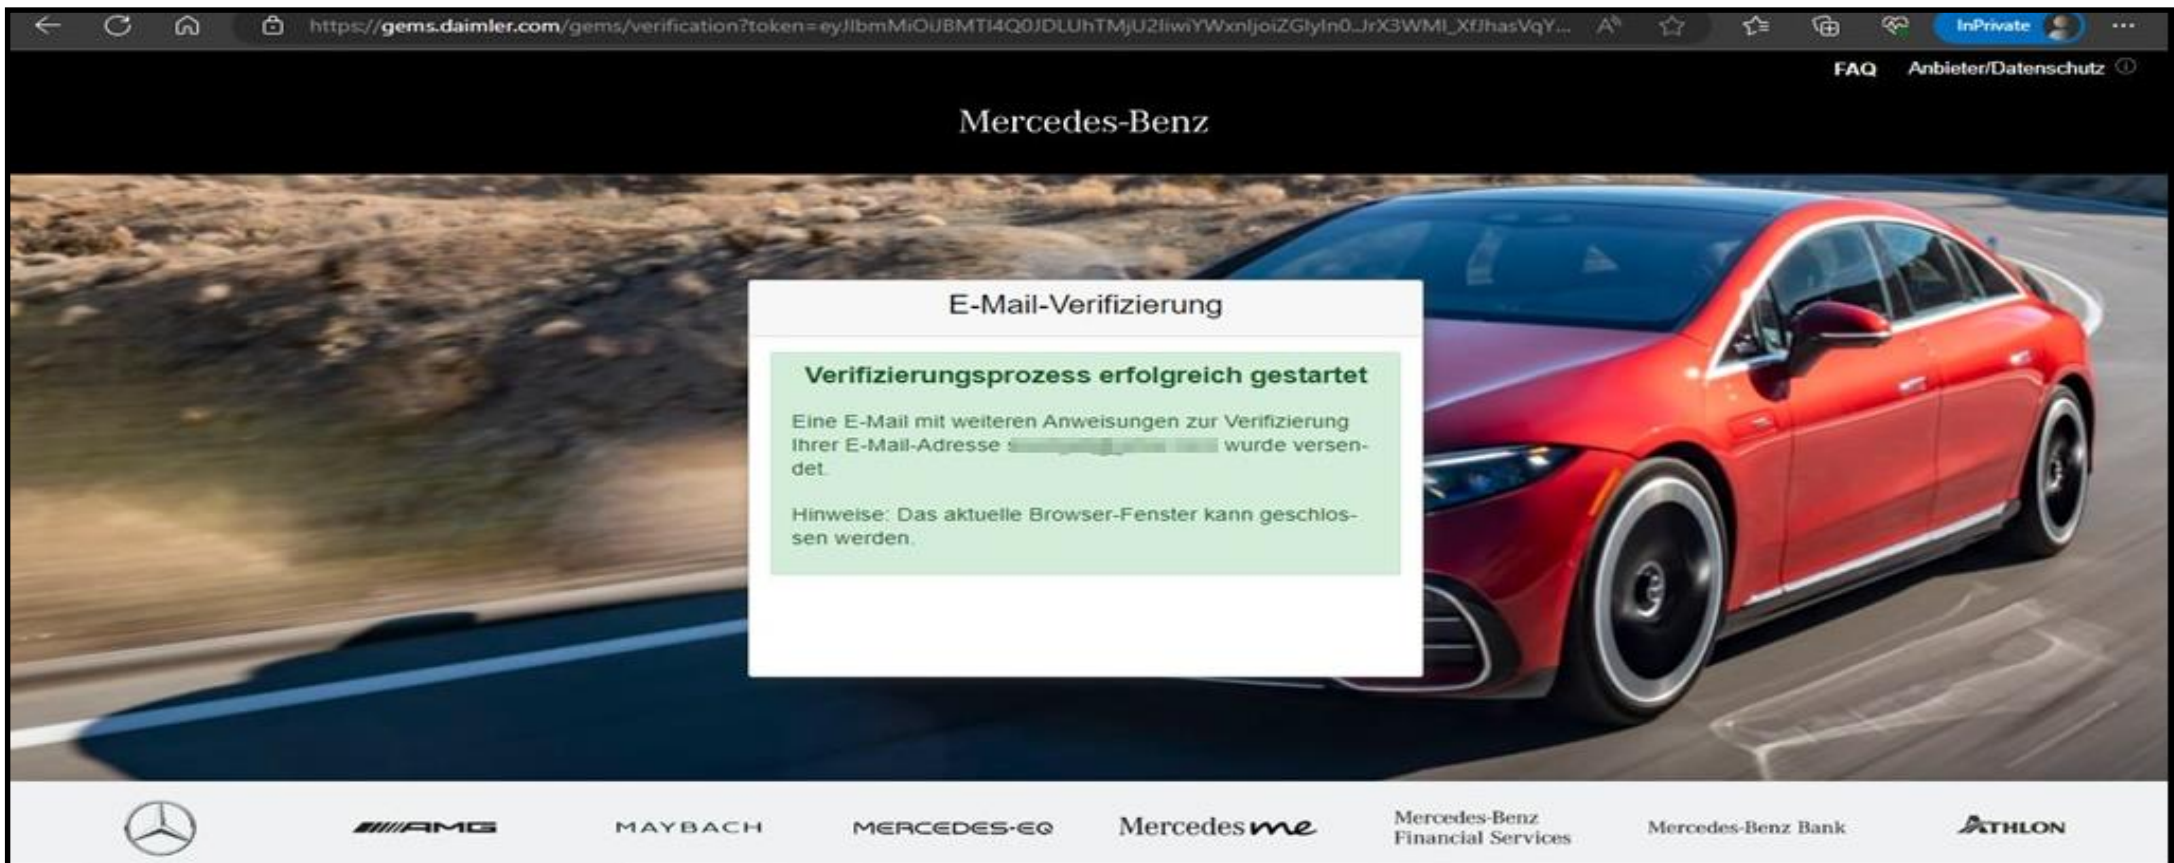 https://gems.daimler.com/gems/verification?token= InPrivate
FAQ Anbieter/Datenschutz
Mercedes-Benz
E-Mail-Verifizierung
Verifizierungsprozess erfolgreich gestartet
Eine E-Mail mit weiteren Anweisungen zur Verifizierung
Ihrer E-Mail-Adresse wurde versen-
det.
Hinweise: Das aktuelle Browser-Fenster kann geschlos-
sen werden.
AMG MAYBACH MERCEDES-EQ Mercedes me Mercedes-Benz Financial Services Mercedes-Benz Bank ATHLON